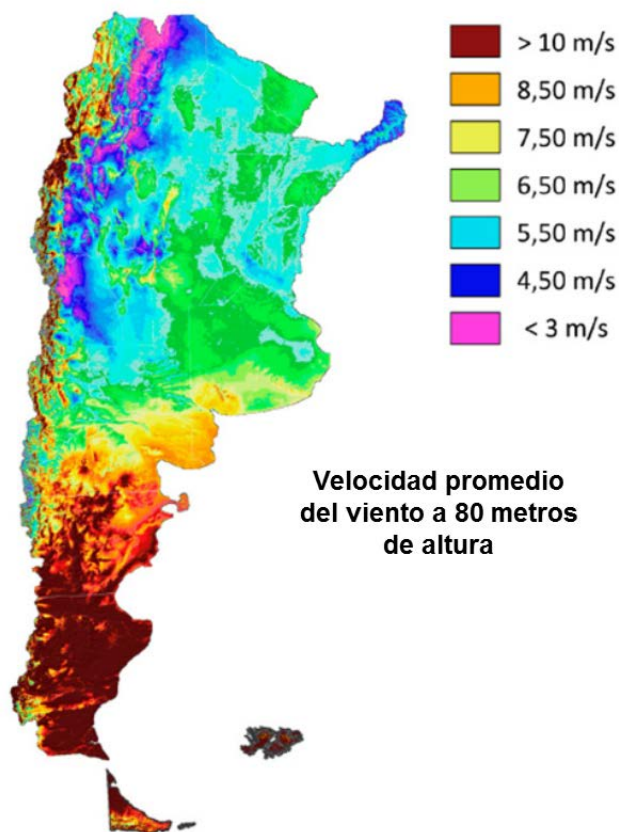 > 10 m/s
8,50 m/s
7,50 m/s
6,50 m/s
5,50 m/s
4,50 m/s
< 3 m/s
Velocidad promedio
del viento a 80 metros
de altura